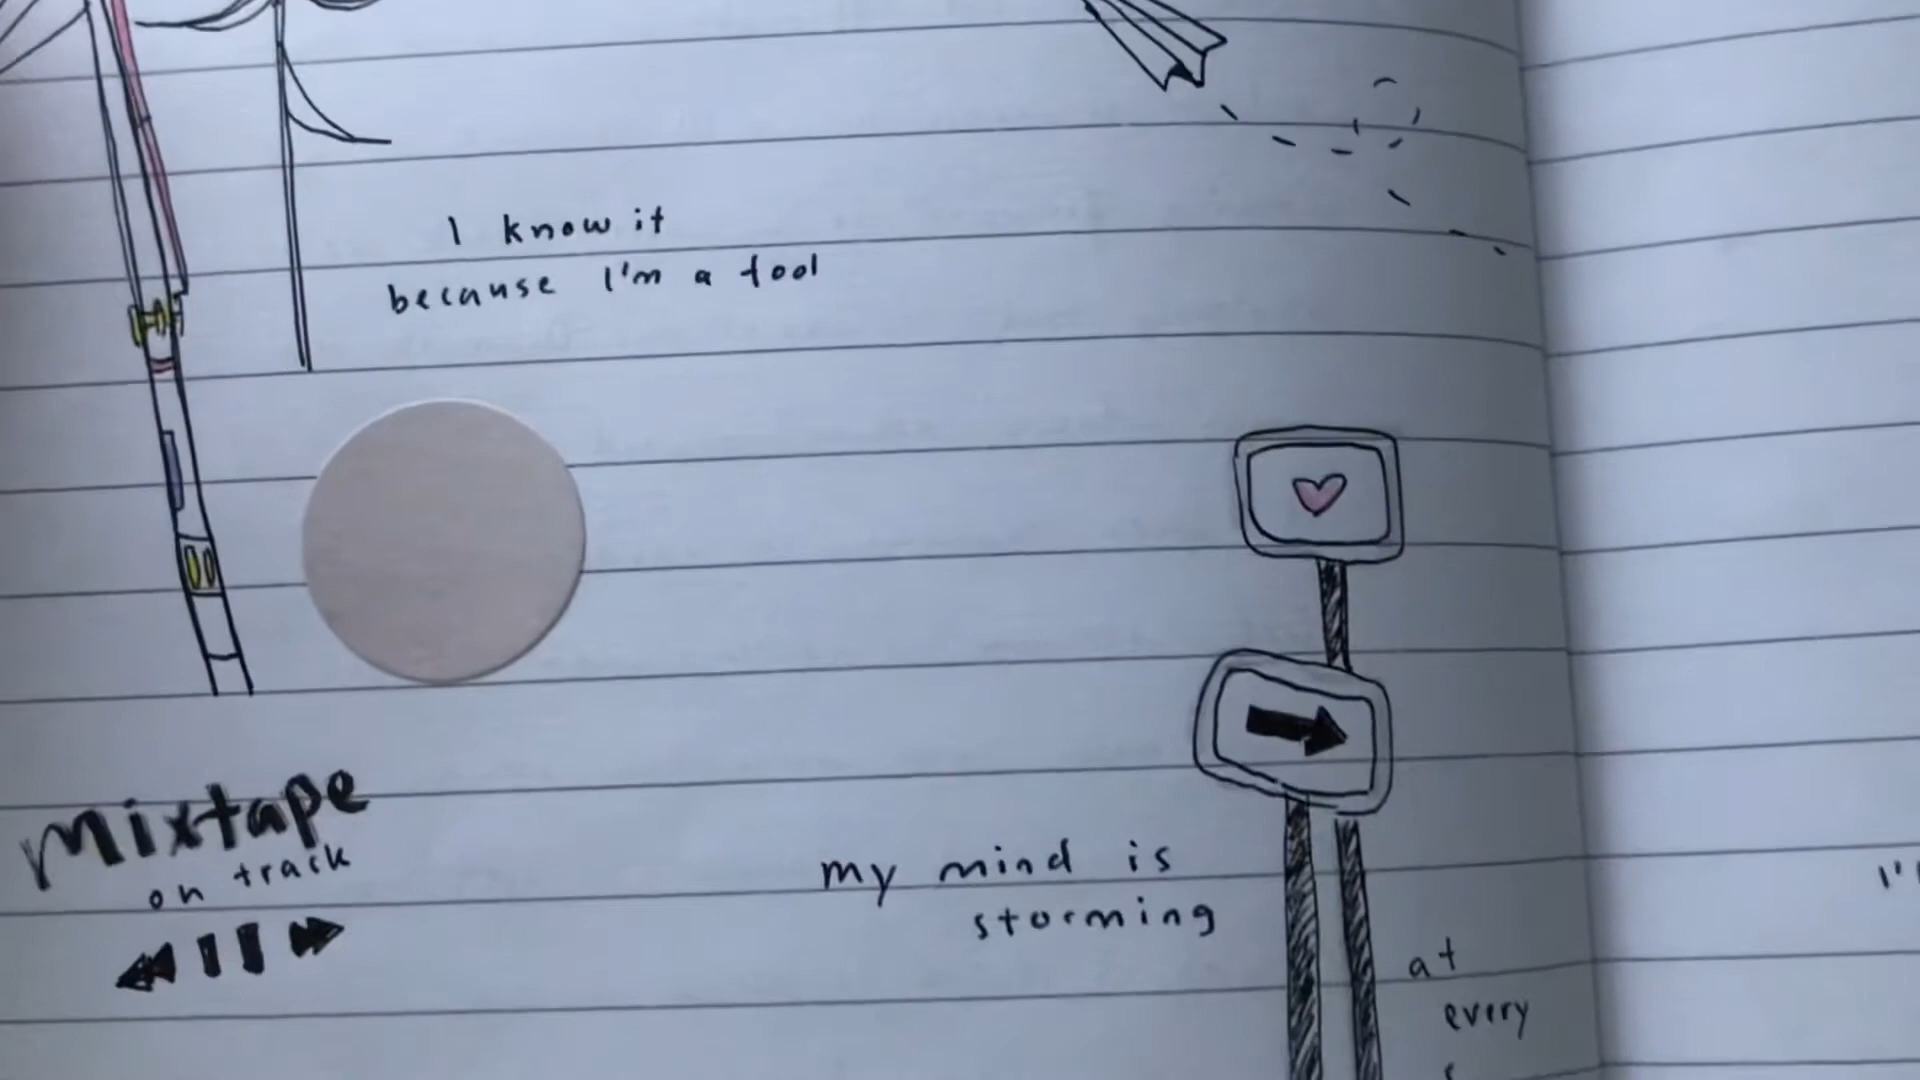 I know it
because I'm a fool
Mixtape
on track
my mind is
storming
at
every